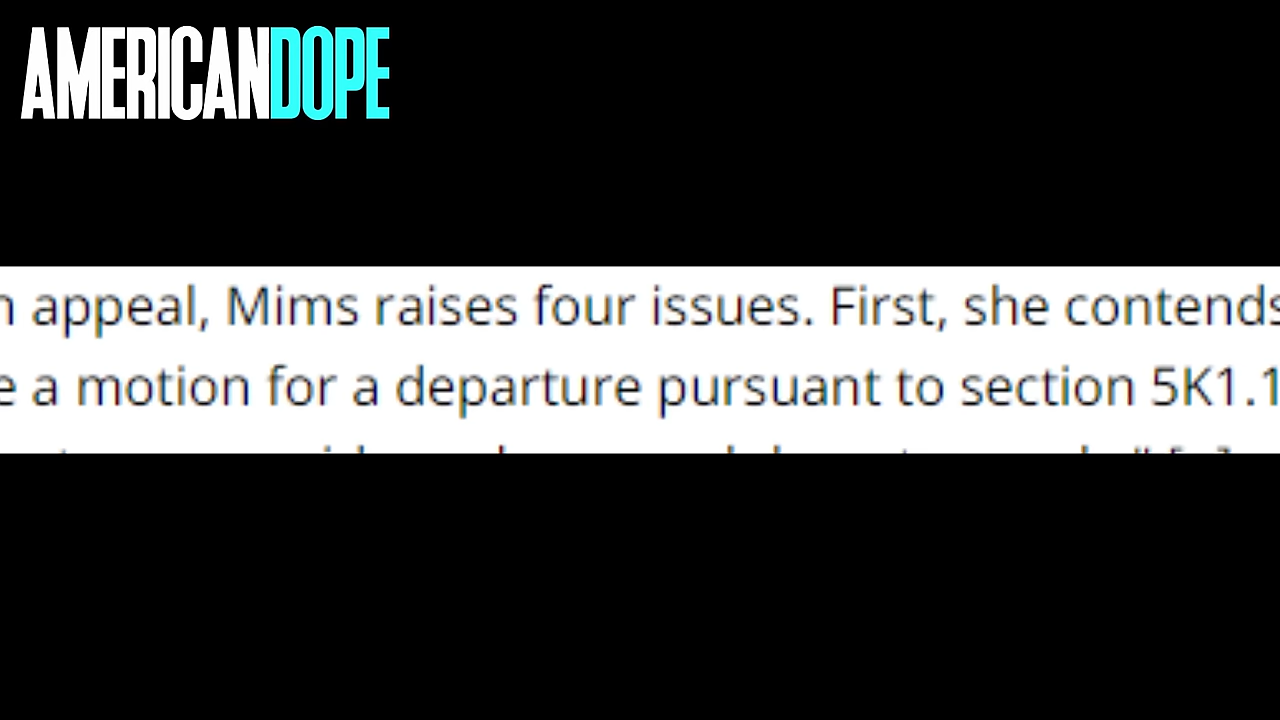 AMERICANDOPE
appeal, Mims raises four issues. First, she contends
a motion for a departure pursuant to section 5K1.1